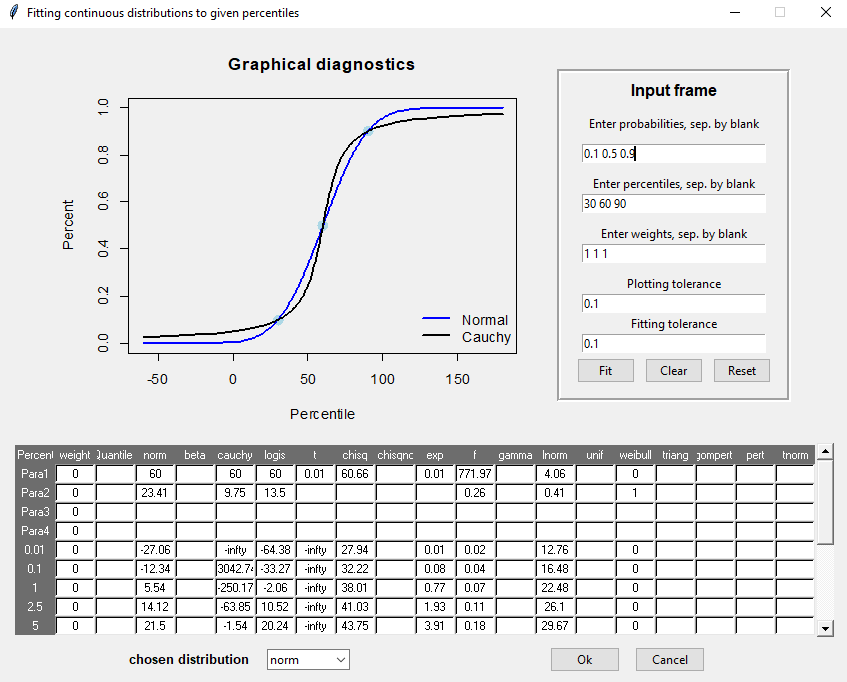 Fitting continuous distributions to given percentiles
Graphical diagnostics
Percent
0.0 0.2 0.4 0.6 0.8 1.0
Normal
Cauchy
-50 0 50 100 150
Percentile
Input frame
Enter probabilities, sep. by blank
0.1 0.5 0.9
Enter percentiles, sep. by blank
30 60 90
Enter weights, sep. by blank
1 1 1
Plotting tolerance
0.1
Fitting tolerance
0.1
Fit Clear Reset
Percent weight Quantile norm beta cauchy logis t chisq chisqnc exp f gamma lnorm unif weibull triang gompert pert tnorm
Para1 0 60 60 60 0.01 60.66 0.01 771.97 4.06 0
Para2 0 23.41 9.75 13.5 0.26 0.41 1
Para3 0
Para4 0
0.01 0 -27.06 -infty -64.38 -infty 27.94 0.01 0.02 12.76 0
0.1 0 -12.34 3042.74 -33.27 -infty 32.22 0.08 0.04 16.48 0
1 0 5.54 -250.17 -2.06 -infty 38.01 0.77 0.07 22.48 0
2.5 0 14.12 -63.85 10.52 -infty 41.03 1.93 0.11 26.1 0
5 0 21.5 -1.54 20.24 -infty 43.75 3.91 0.18 29.67 0
chosen distribution norm Ok Cancel